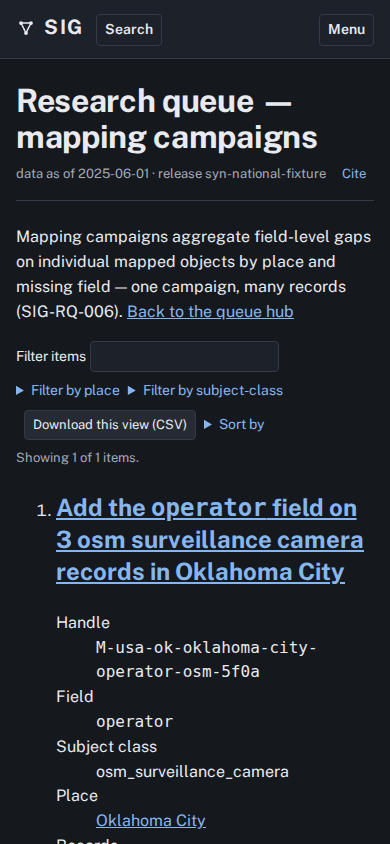 SIG Search Menu
Research queue —
mapping campaigns
data as of 2025-06-01 · release syn-national-fixture Cite
Mapping campaigns aggregate field-level gaps
on individual mapped objects by place and
missing field — one campaign, many records
(SIG-RQ-006). Back to the queue hub
Filter items
Filter by place Filter by subject-class
Download this view (CSV) Sort by
Showing 1 of 1 items.
1. Add the operator field on
3 osm surveillance camera
records in Oklahoma City
Handle
M-usa-ok-oklahoma-city-
operator-osm-5f0a
Field
operator
Subject class
osm_surveillance_camera
Place
Oklahoma City
Records